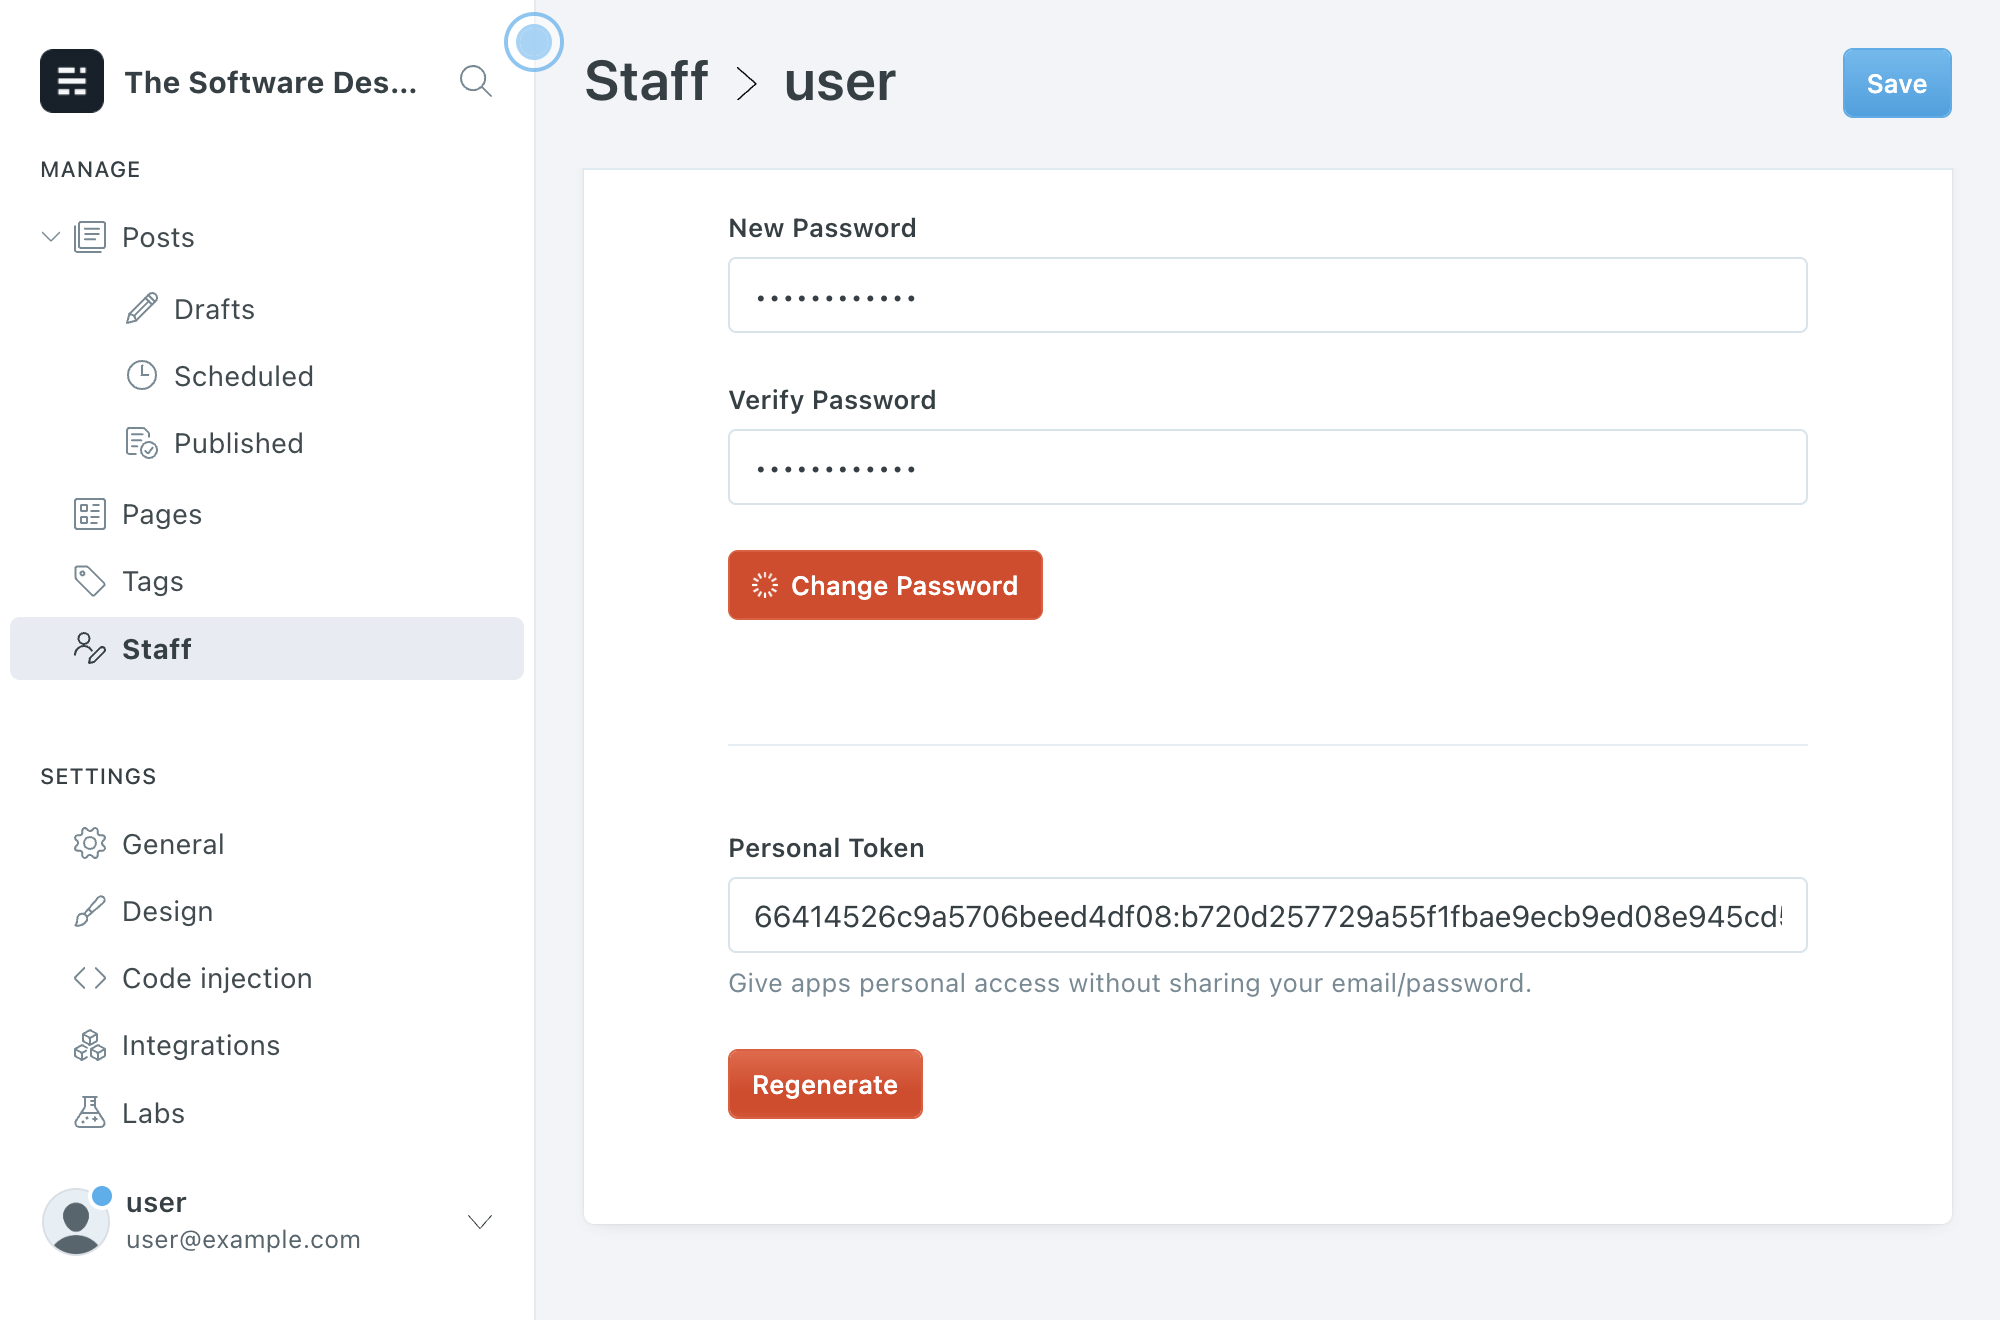 The Software Des...
MANAGE
Posts
Drafts
Scheduled
Published
Pages
Tags
Staff
SETTINGS
General
Design
Code injection
Integrations
Labs
user
user@example.com
Staff > user
Save
New Password
••••••••••••
Verify Password
••••••••••••
Change Password
Personal Token
66414526c9a5706beed4df08:b720d257729a55f1fbae9ecb9ed08e945cd5
Give apps personal access without sharing your email/password.
Regenerate